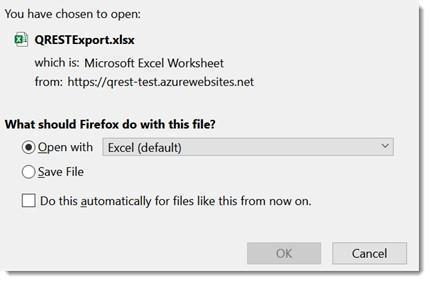 You have chosen to open:
QRESTExport.xlsx
which is: Microsoft Excel Worksheet
from: https://qrest-test.azurewebsites.net
What should Firefox do with this file?
Open with Excel (default)
Save File
Do this automatically for files like this from now on.
OK Cancel